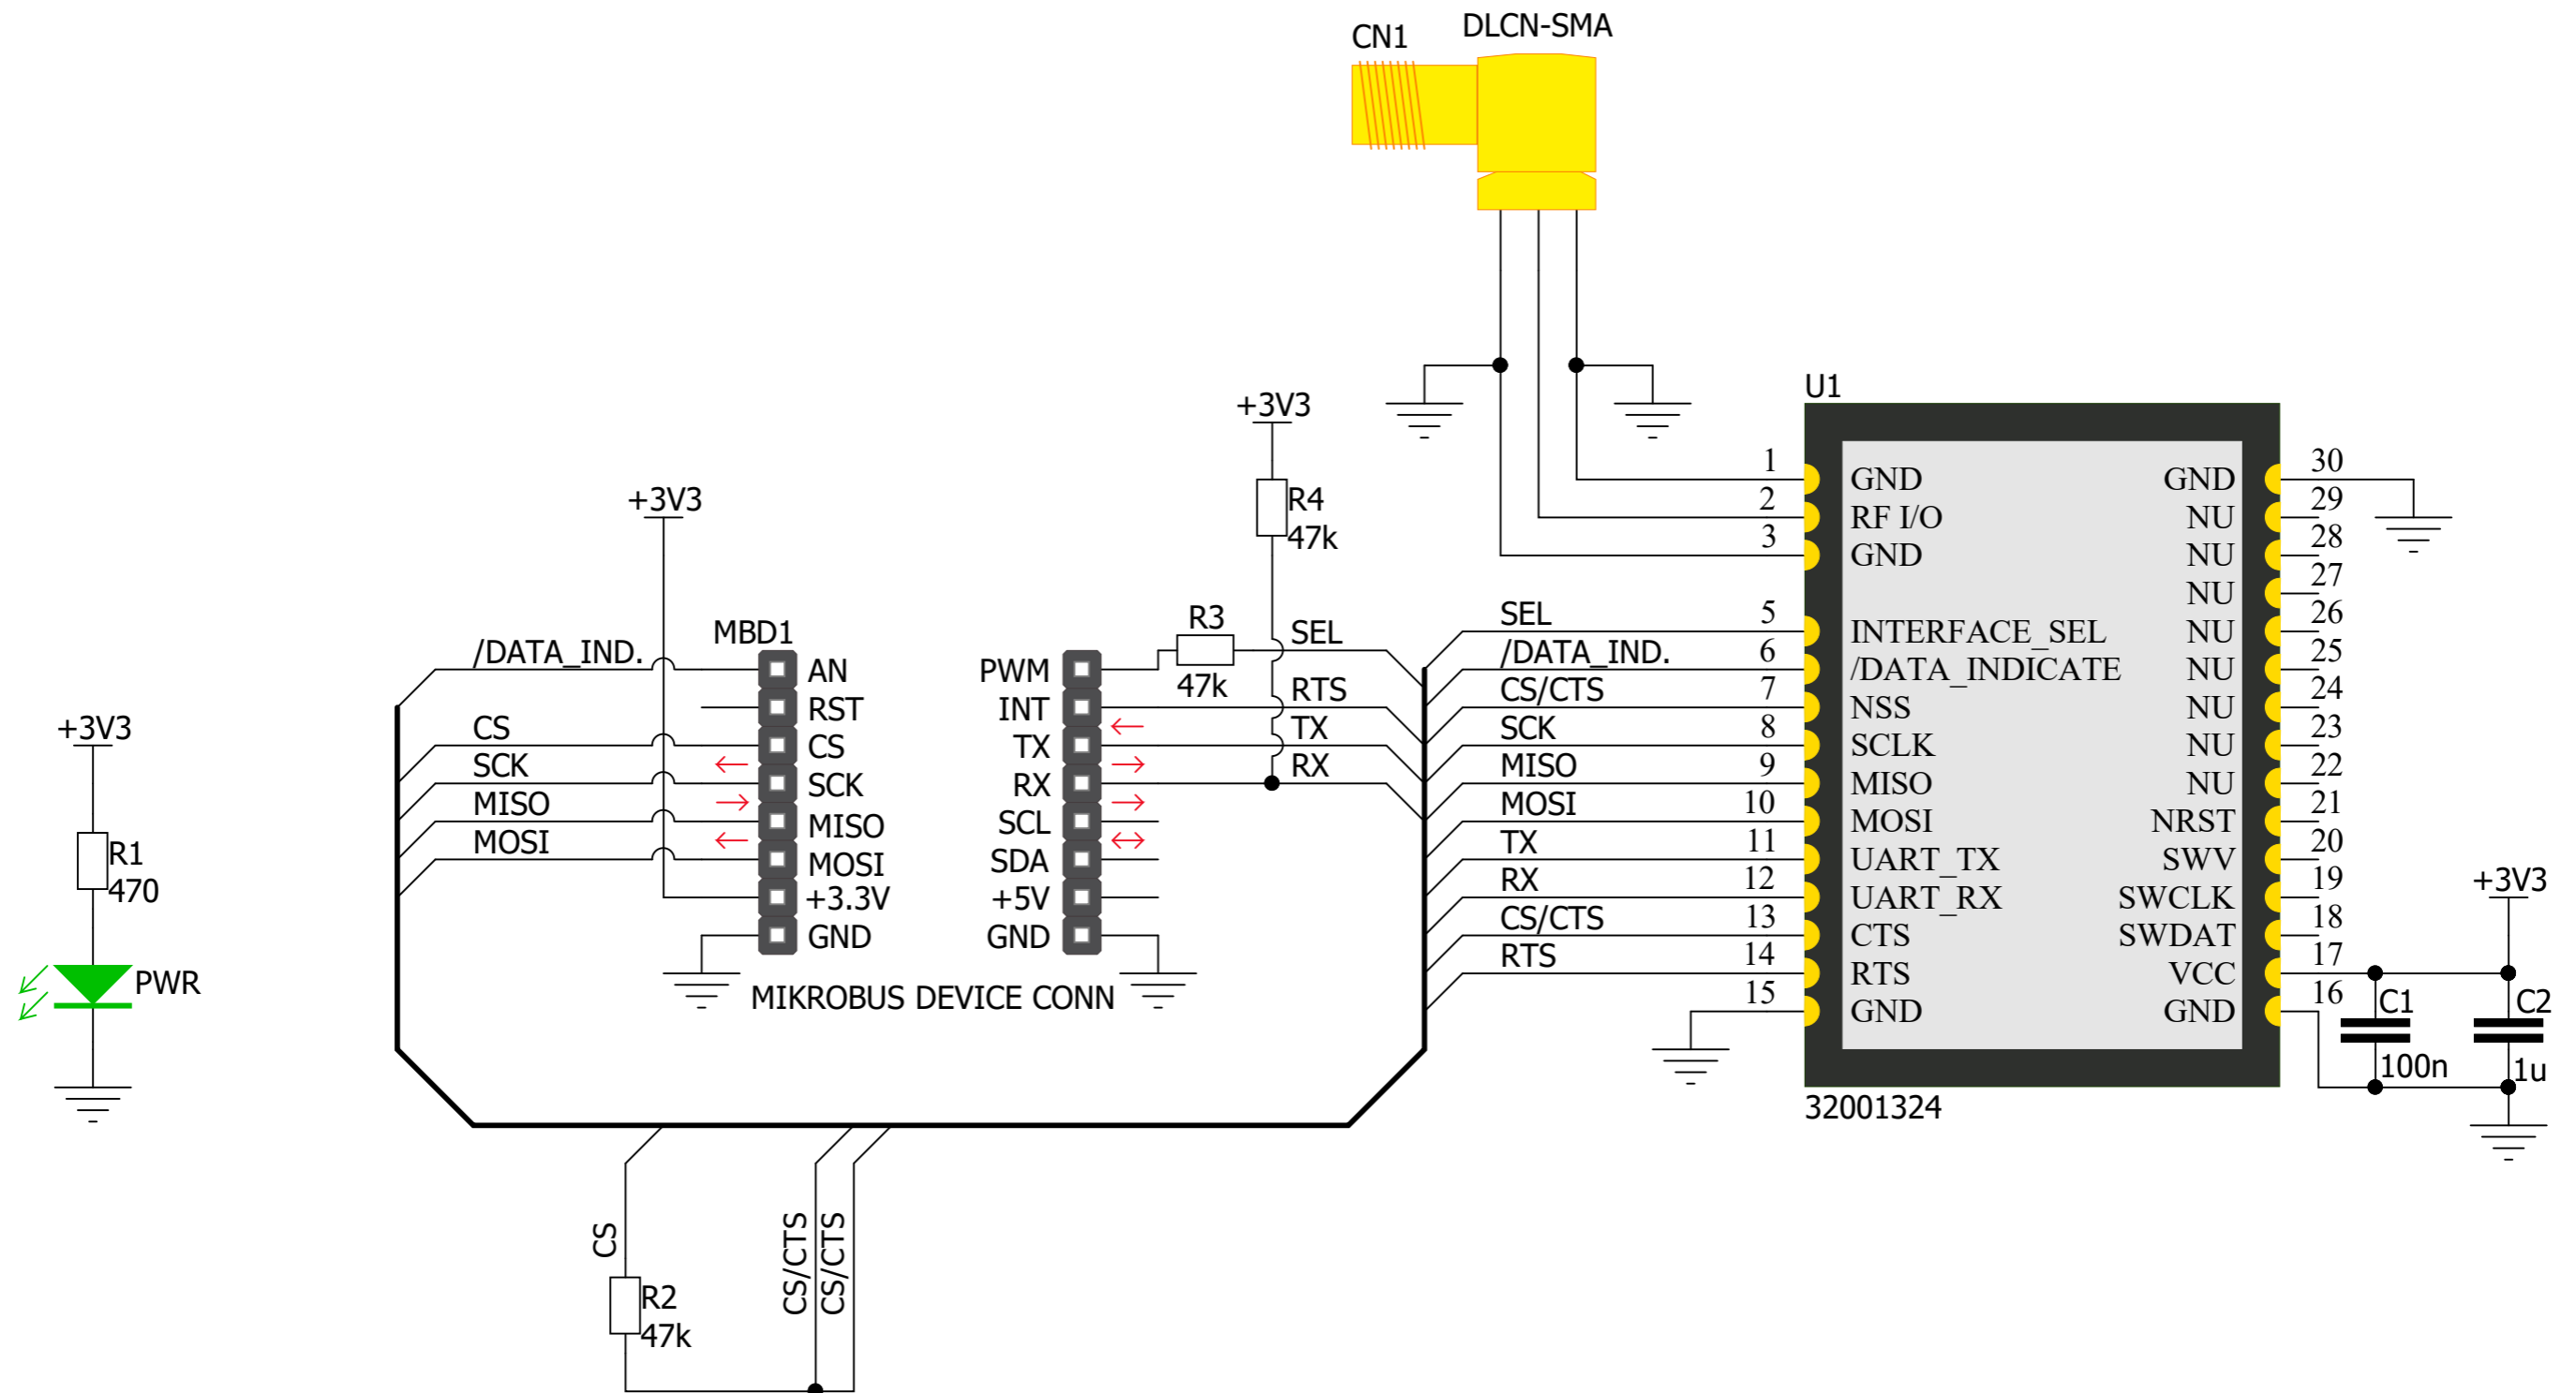 CN1
DLCN-SMA
+3V3
R1
470
PWR
+3V3
MBD1
/DATA_IND.
CS
SCK
MISO
MOSI
AN
RST
CS
SCK
MISO
MOSI
+3.3V
GND
PWM
INT
TX
RX
SCL
SDA
+5V
GND
MIKROBUS DEVICE CONN
+3V3
R4
47k
R3
47k
SEL
RTS
TX
RX
SEL
/DATA_IND.
CS/CTS
SCK
MISO
MOSI
TX
RX
CS/CTS
RTS
U1
1 GND
2 RF I/O
3 GND
5 INTERFACE_SEL
6 /DATA_INDICATE
7 NSS
8 SCLK
9 MISO
10 MOSI
11 UART_TX
12 UART_RX
13 CTS
14 RTS
15 GND
GND 30
NU 29
NU 28
NU 27
NU 26
NU 25
NU 24
NU 23
NU 22
NRST 21
SWV 20
SWCLK 19
SWDAT 18
VCC 17
GND 16
32001324
+3V3
C1
100n
C2
1u
CS
R2
47k
CS/CTS
CS/CTS